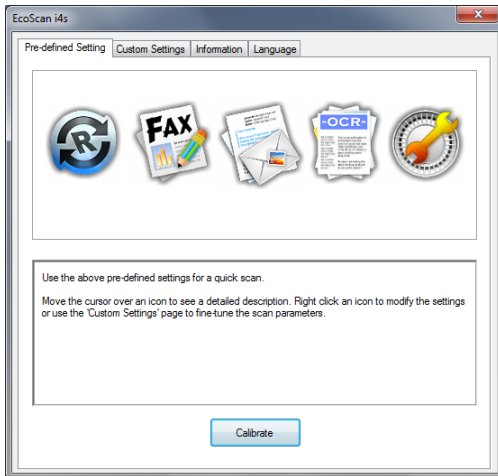 EcoScan i4s
Pre-defined Setting Custom Settings Information Language
R FAX -OCR-
Use the above pre-defined settings for a quick scan.
Move the cursor over an icon to see a detailed description. Right click an icon to modify the settings
or use the 'Custom Settings' page to fine-tune the scan parameters.
Calibrate